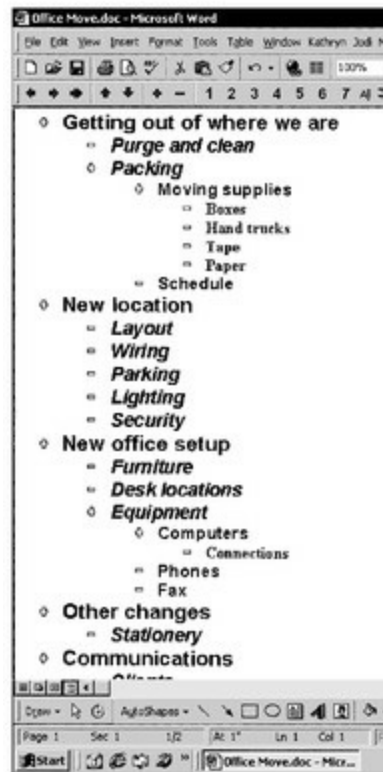 Office Move.doc - Microsoft Word
File Edit View Insert Format Tools Table Window Kathryn Judi
100%
1 2 3 4 5 6 7 All
Getting out of where we are
Purge and clean
Packing
Moving supplies
Boxes
Hand trucks
Tape
Paper
Schedule
New location
Layout
Wiring
Parking
Lighting
Security
New office setup
Furniture
Desk locations
Equipment
Computers
Connections
Phones
Fax
Other changes
Stationery
Communications
Clients
Draw AutoShapes
Page 1 Sec 1 1/2 At 1" Ln 1 Col 1
Start Office Move.doc - Micr...